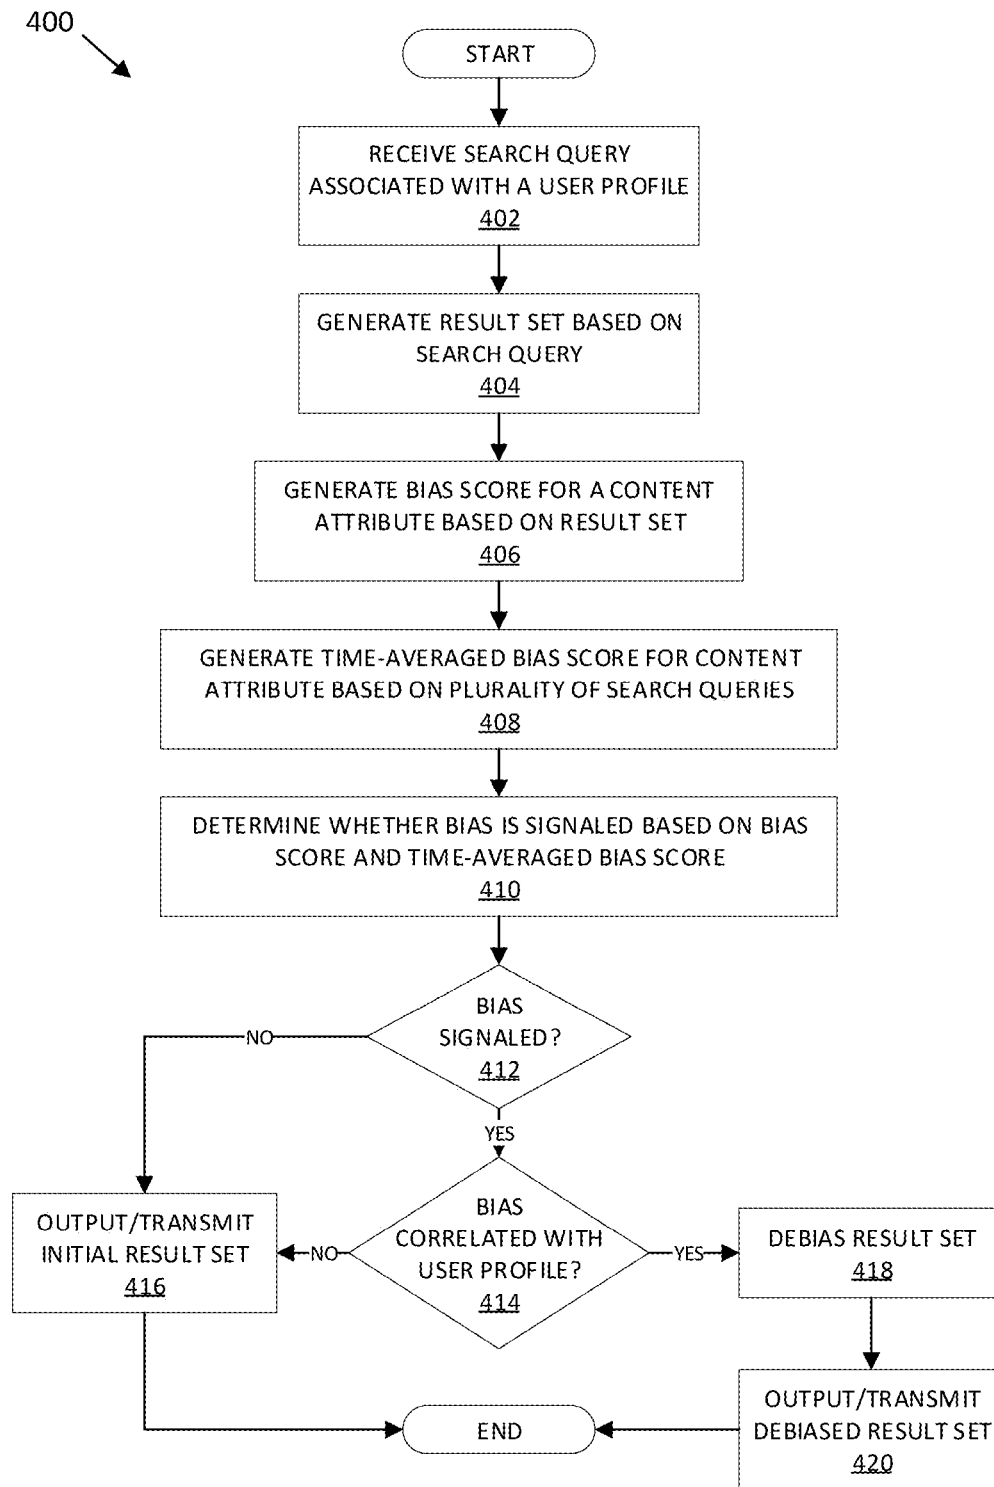 400
START
RECEIVE SEARCH QUERY
ASSOCIATED WITH A USER PROFILE
402
GENERATE RESULT SET BASED ON
SEARCH QUERY
404
GENERATE BIAS SCORE FOR A CONTENT
ATTRIBUTE BASED ON RESULT SET
406
GENERATE TIME-AVERAGED BIAS SCORE FOR CONTENT
ATTRIBUTE BASED ON PLURALITY OF SEARCH QUERIES
408
DETERMINE WHETHER BIAS IS SIGNALED BASED ON BIAS
SCORE AND TIME-AVERAGED BIAS SCORE
410
BIAS
SIGNALED?
412
NO
YES
BIAS
CORRELATED WITH
USER PROFILE?
414
NO
YES
OUTPUT/TRANSMIT
INITIAL RESULT SET
416
DEBIAS RESULT SET
418
OUTPUT/TRANSMIT
DEBIASED RESULT SET
420
END